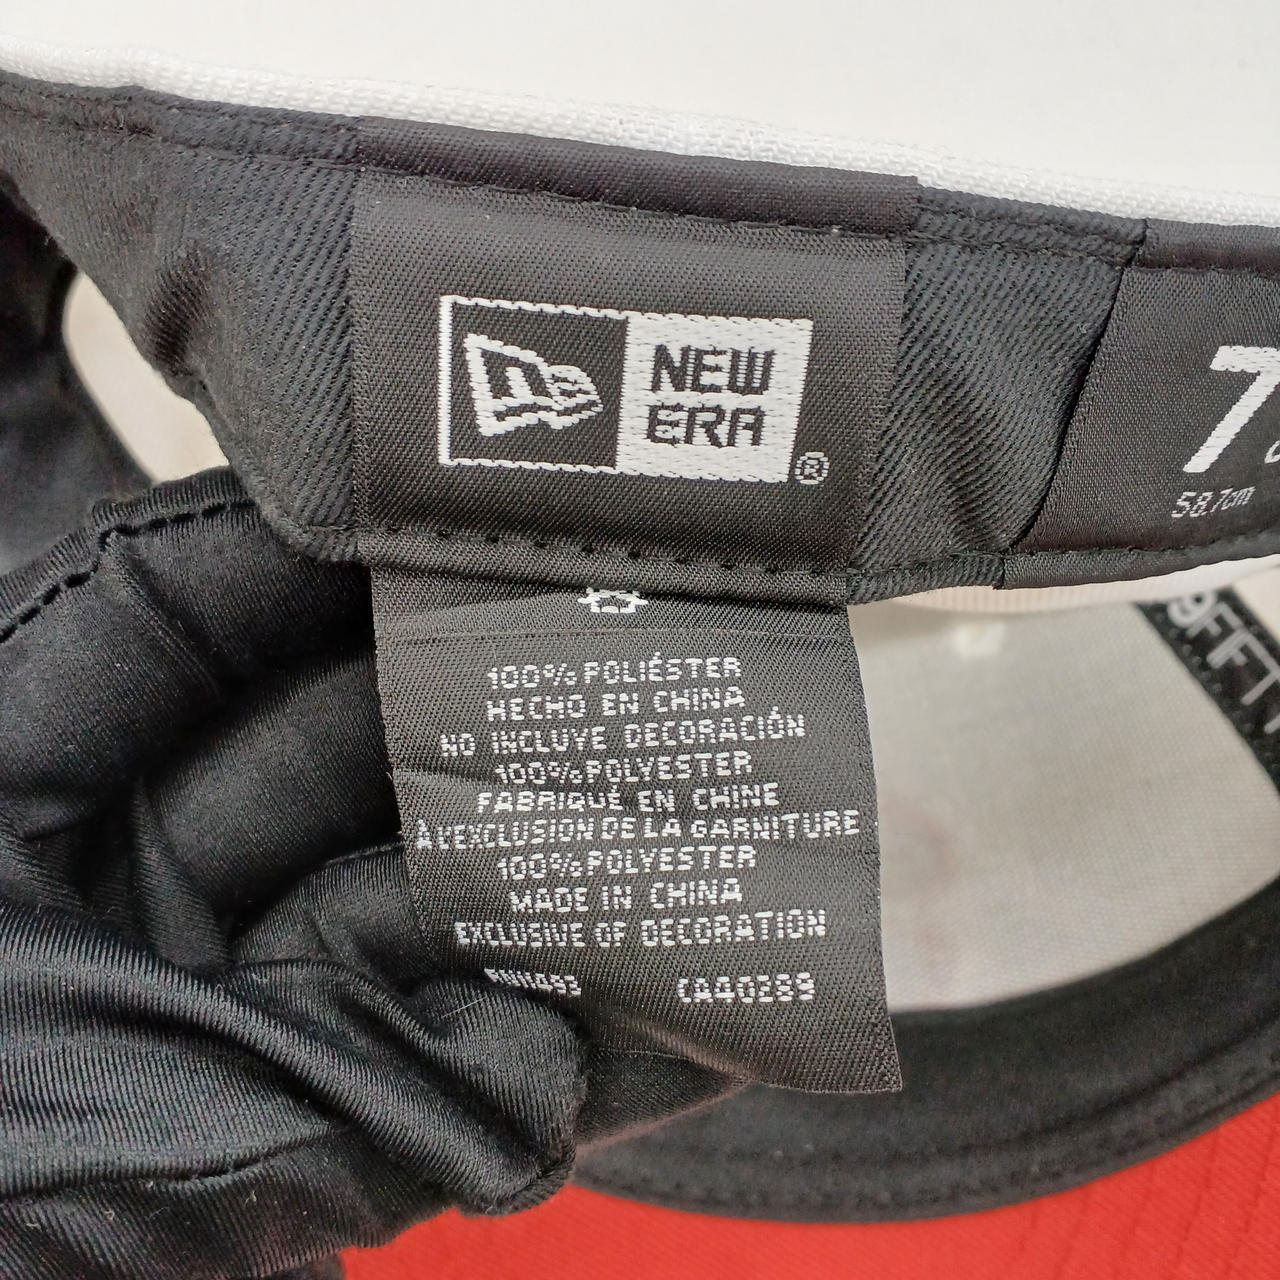 NEW
ERA
®
7
58.7cm
9FIFTY
100% POLIÉSTER
HECHO EN CHINA
NO INCLUYE DECORACIÓN
100% POLYESTER
FABRIQUÉ EN CHINE
À L'EXCLUSION DE LA GARNITURE
100% POLYESTER
MADE IN CHINA
EXCLUSIVE OF DECORATION